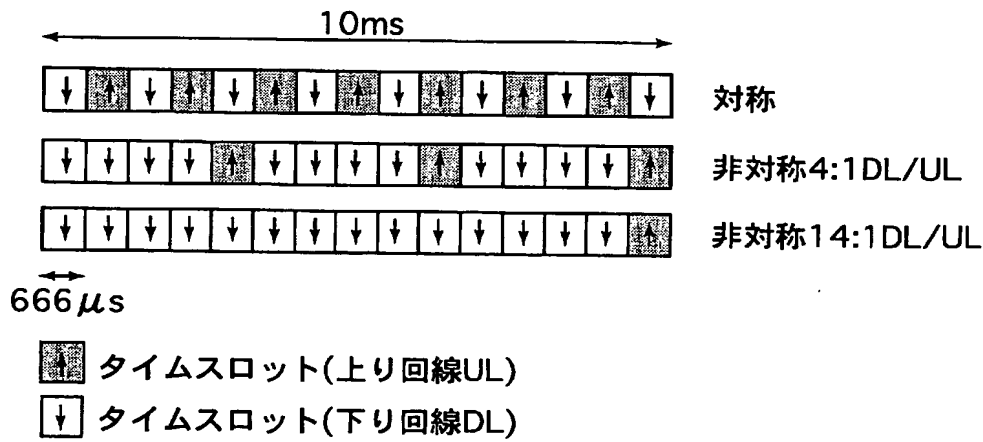 10ms
対称
非対称4:1DL/UL
非対称14:1DL/UL
666μs
タイムスロット(上り回線UL)
タイムスロット(下り回線DL)